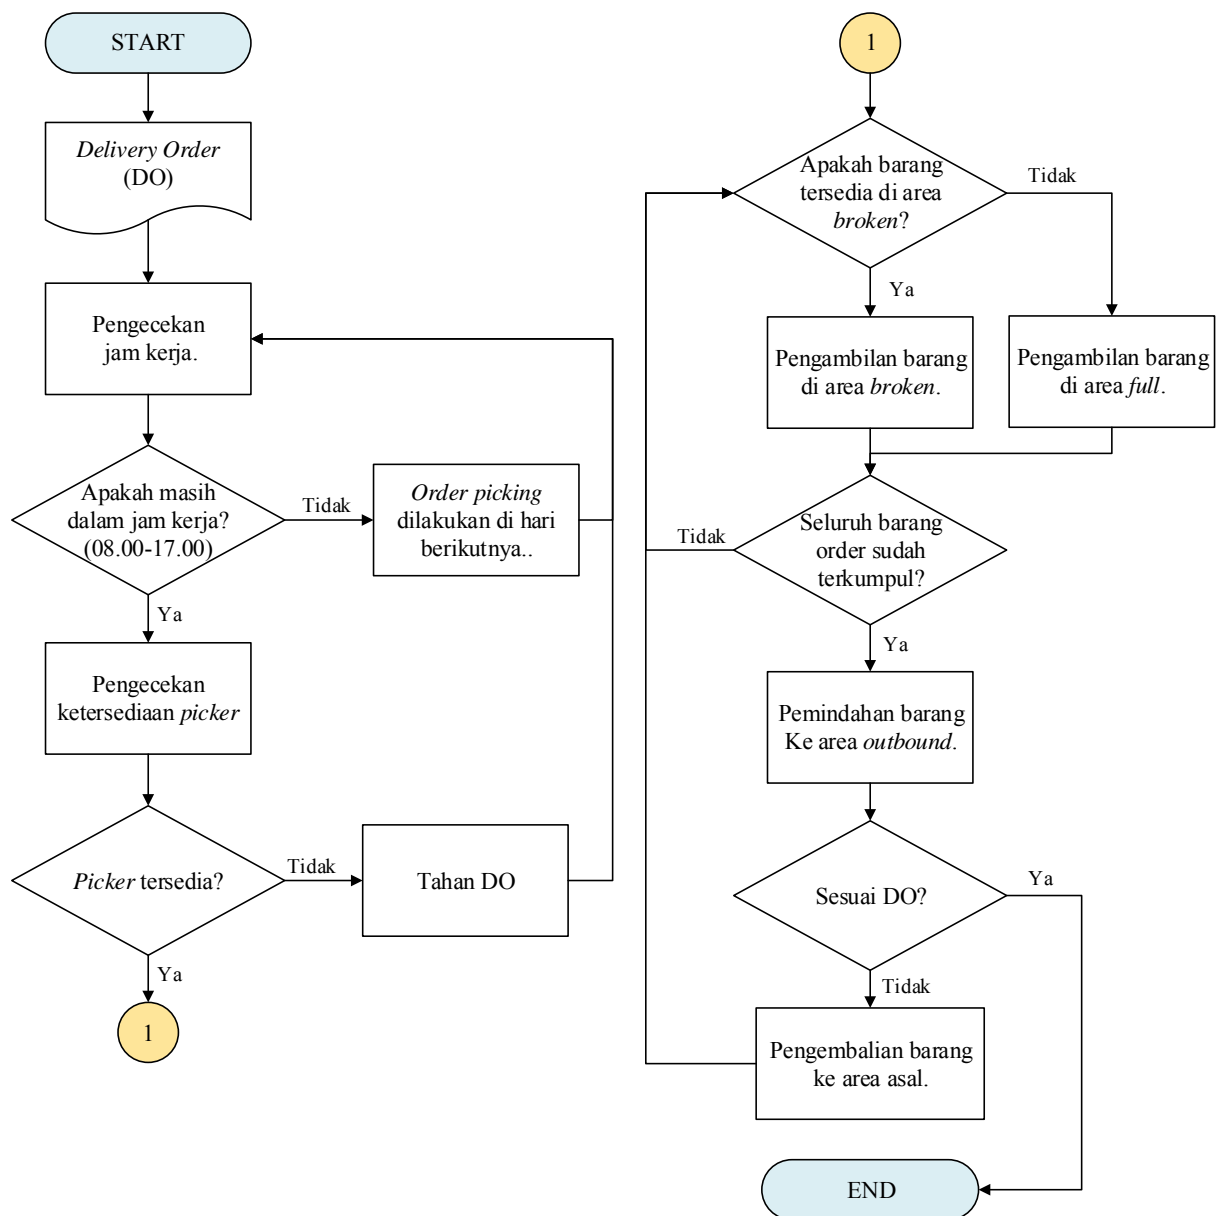 START
Delivery Order
(DO)
Pengecekan
jam kerja.
Apakah masih
dalam jam kerja?
(08.00-17.00)
Tidak
Order picking
dilakukan di hari
berikutnya..
Ya
Pengecekan
ketersediaan picker
Picker tersedia?
Tidak
Tahan DO
Ya
1
1
Apakah barang
tersedia di area
broken?
Tidak
Ya
Pengambilan barang
di area broken.
Pengambilan barang
di area full.
Seluruh barang
order sudah
terkumpul?
Tidak
Ya
Pemindahan barang
Ke area outbound.
Sesuai DO?
Ya
Tidak
Pengembalian barang
ke area asal.
END